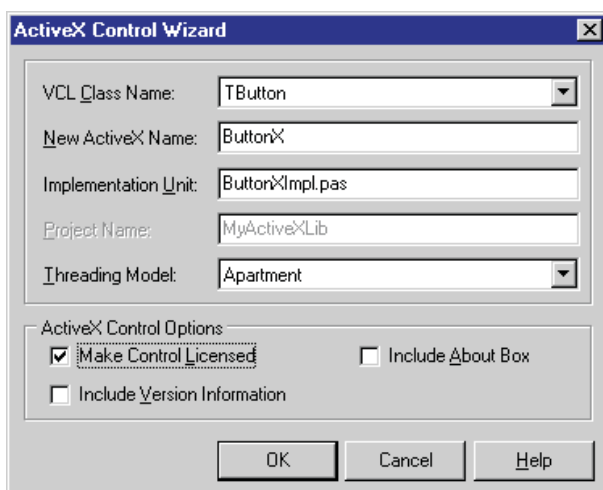 ActiveX Control Wizard
VCL Class Name: TButton
New ActiveX Name: ButtonX
Implementation Unit: ButtonXImpl.pas
Project Name: MyActiveXLib
Threading Model: Apartment
ActiveX Control Options
Make Control Licensed Include About Box
Include Version Information
OK Cancel Help